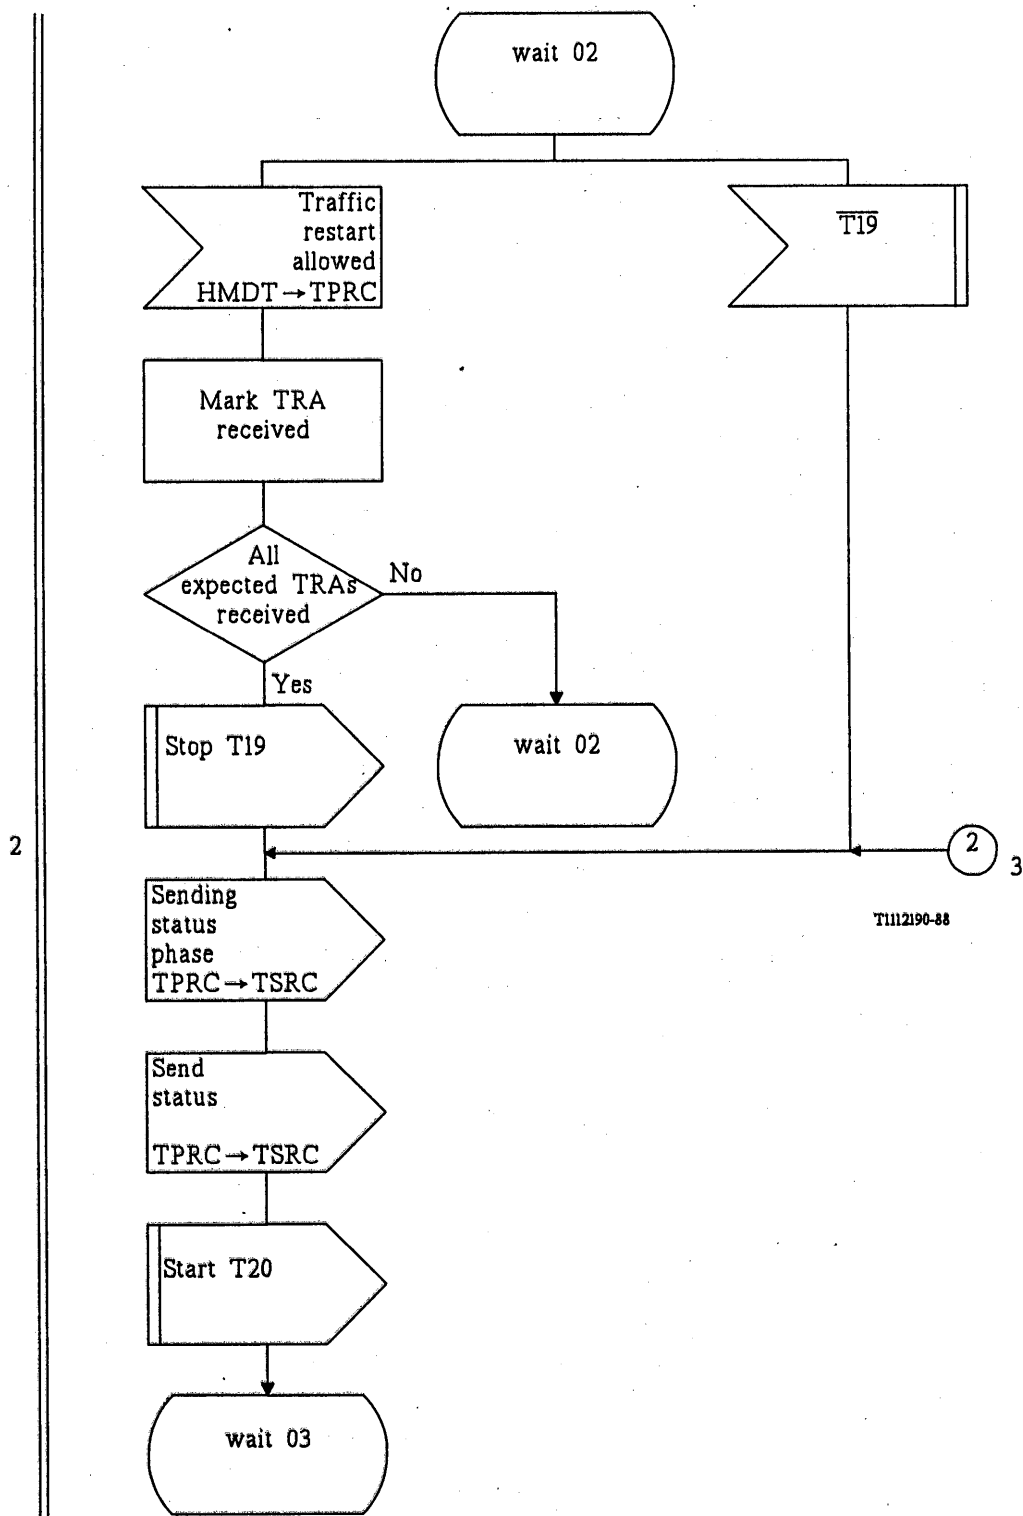 wait 02
Traffic
restart
allowed
HMDT→TPRC
T19
Mark TRA
received
All
expected TRAs
received
No
Yes
Stop T19
wait 02
2
2
3
Sending
status
phase
TPRC→TSRC
T1112190-88
Send
status
TPRC→TSRC
Start T20
wait 03